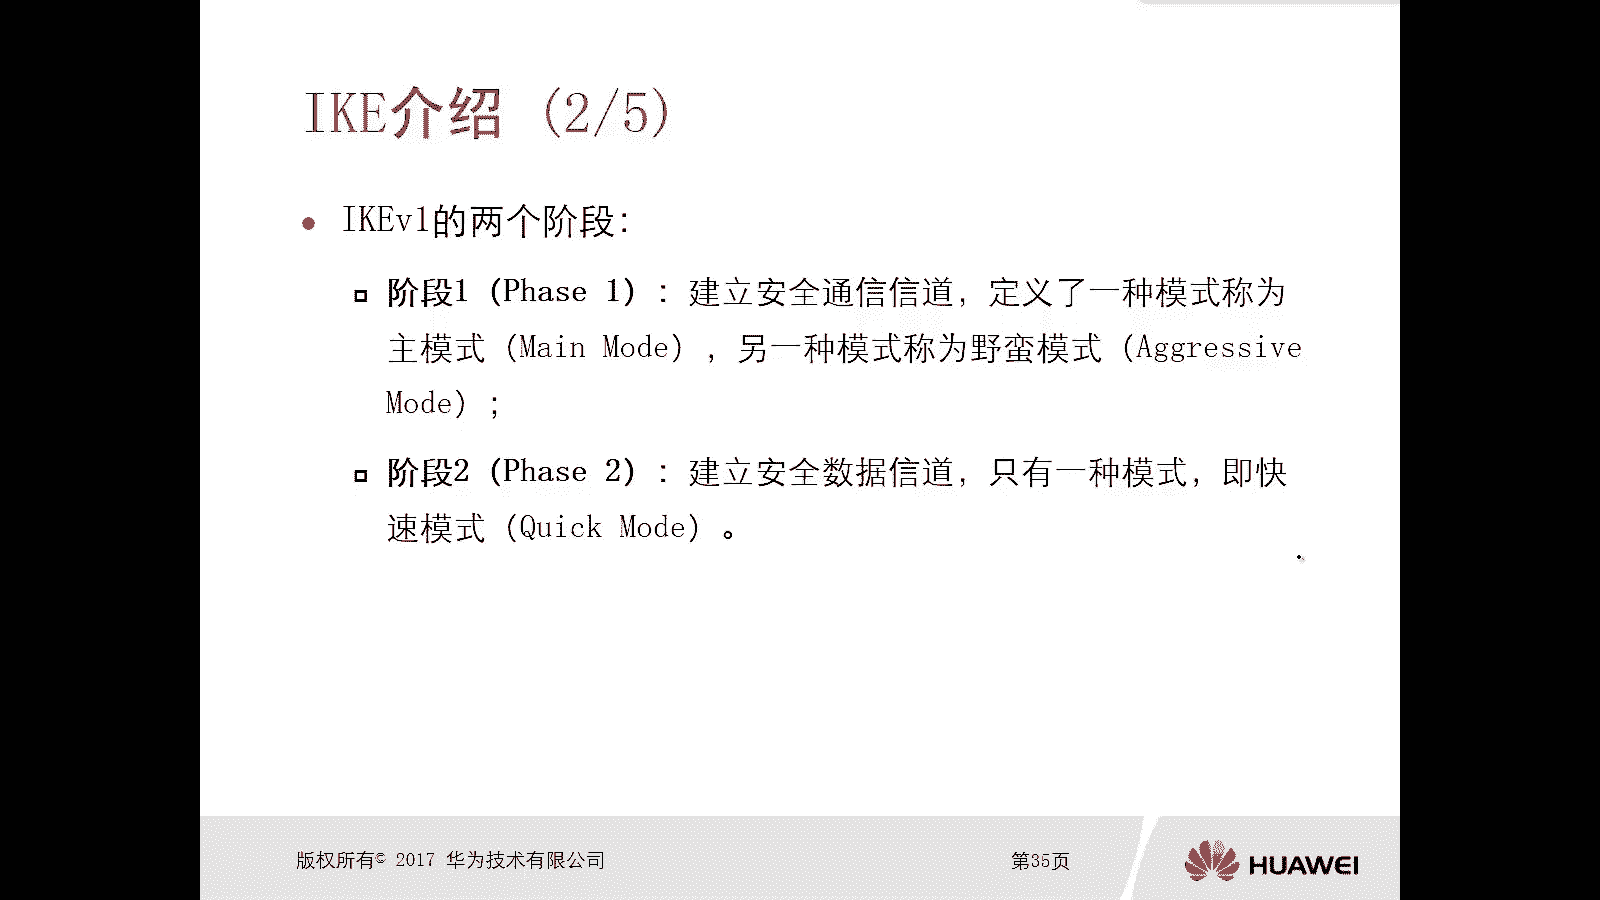 IKE介绍 (2/5)
IKEv1的两个阶段：
阶段1（Phase 1）：建立安全通信信道，定义了一种模式称为
主模式（Main Mode），另一种模式称为野蛮模式（Aggressive
Mode）；
阶段2（Phase 2）：建立安全数据信道，只有一种模式，即快
速模式（Quick Mode）。
版权所有© 2017 华为技术有限公司
第35页
HUAWEI